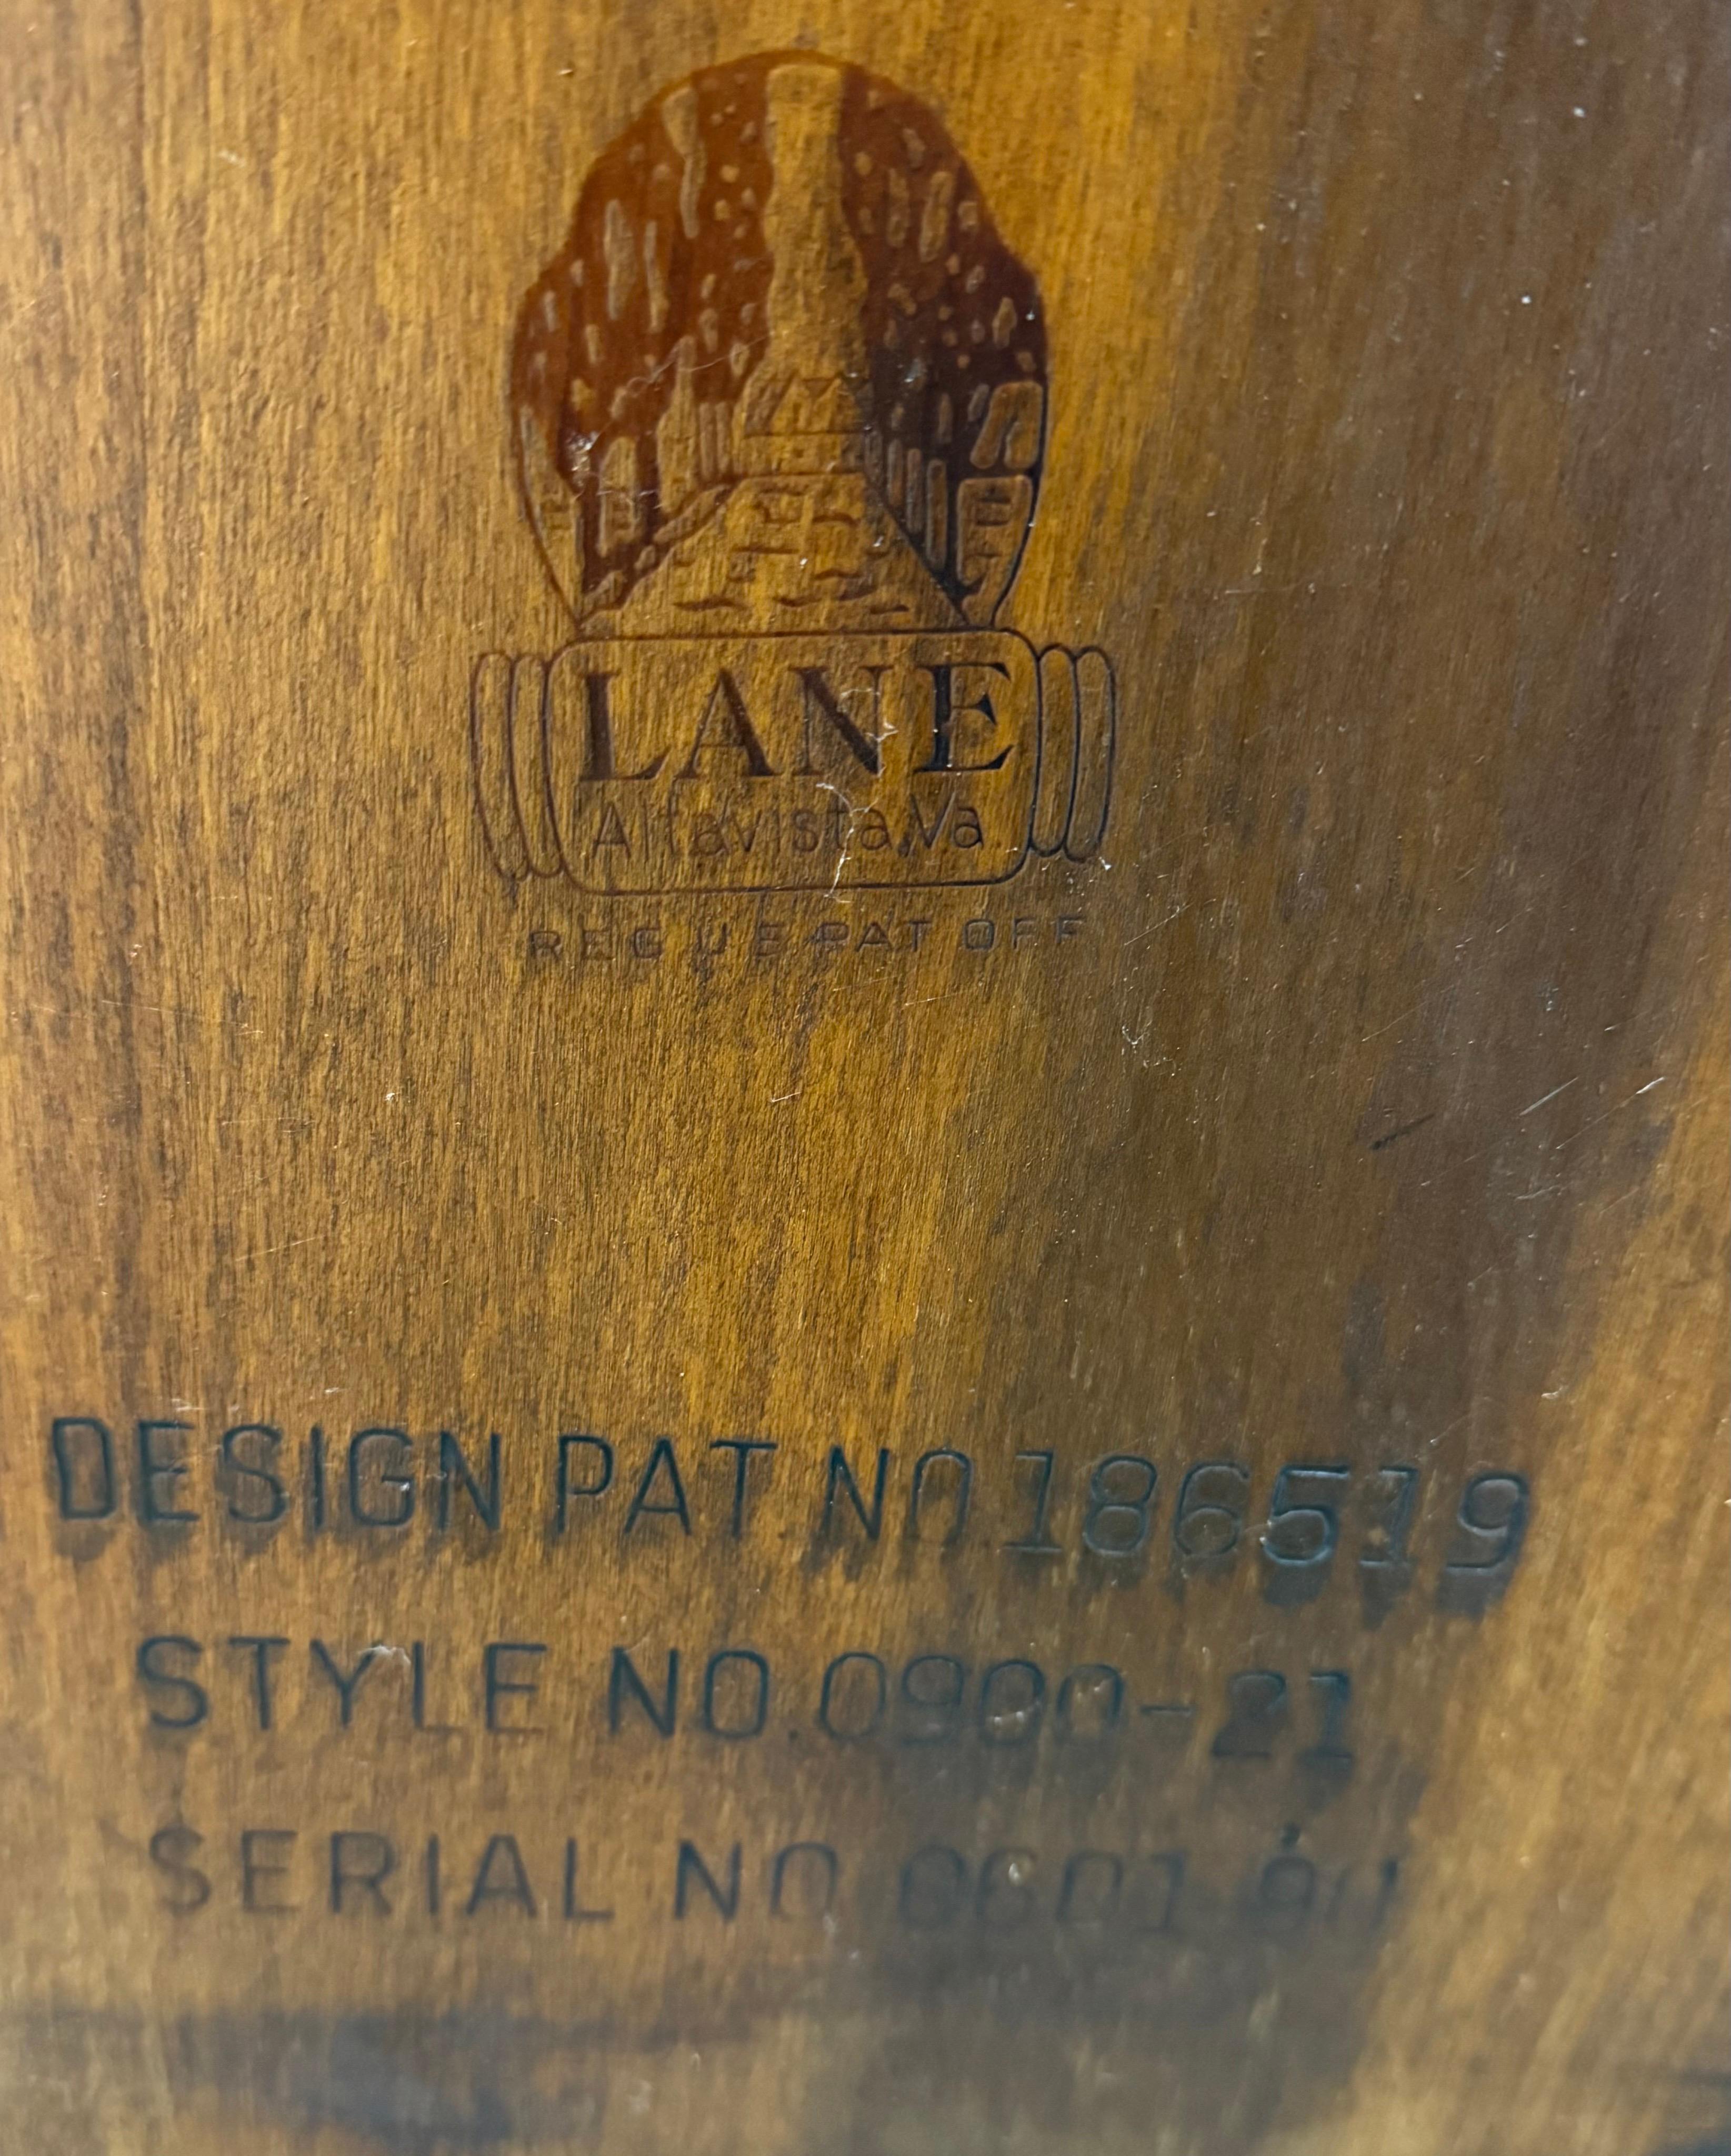 LANE
Altavista, Va.
REG U.S. PAT OFF
DESIGN PAT. NO. 186519
STYLE NO. 0900-21
SERIAL NO